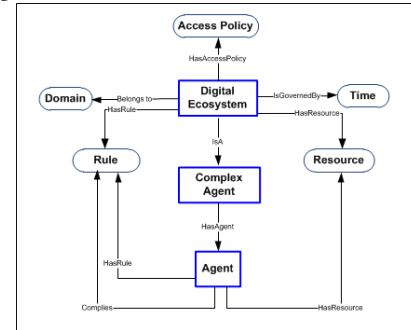 Access Policy
HasAccessPolicy
Digital
Ecosystem
Domain
Belongs to
IsGovernedBy
Time
HasRule
HasResource
IsA
Rule
Resource
Complex
Agent
HasAgent
HasRule
Agent
Complies
HasResource